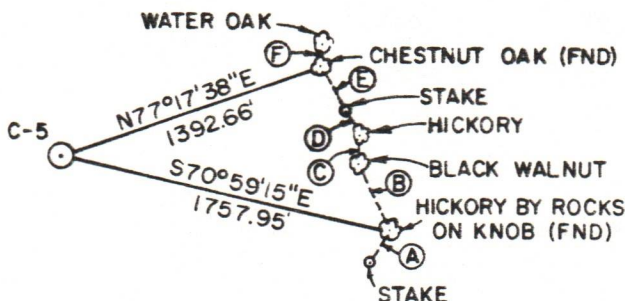 WATER OAK
F
CHESTNUT OAK (FND)
E
N77°17'38"E
1392.66'
STAKE
D
HICKORY
C-5
C
BLACK WALNUT
S70°59'15"E
1757.95'
B
HICKORY BY ROCKS
ON KNOB (FND)
A
STAKE